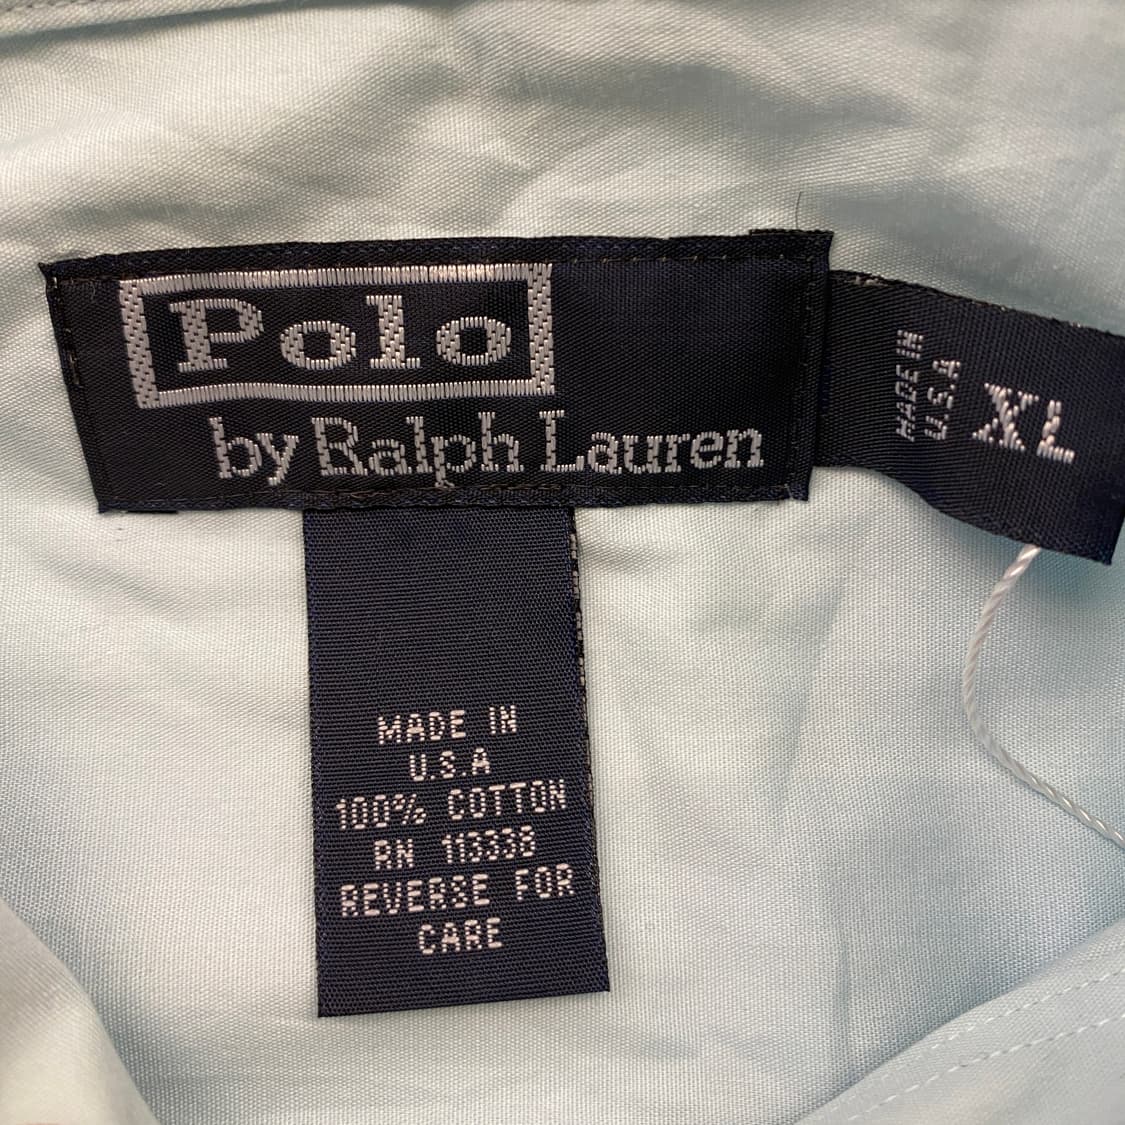 Polo
by Ralph Lauren
MADE IN
U.S.A
XL
MADE IN
U.S.A
100% COTTON
RN 113338
REVERSE FOR
CARE